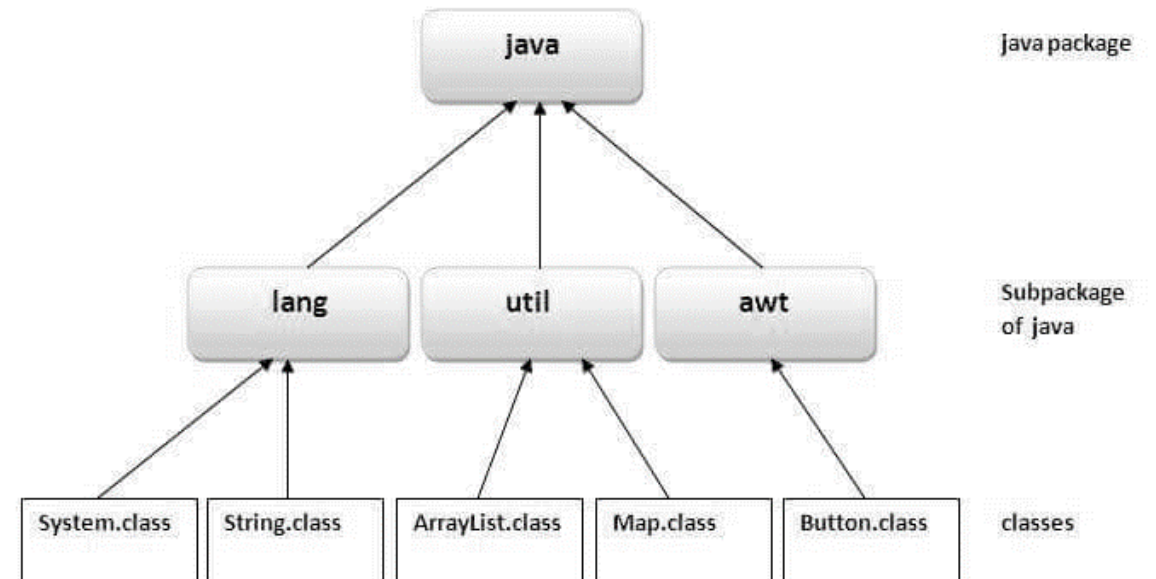 java
java package
lang
util
awt
Subpackage
of java
System.class
String.class
ArrayList.class
Map.class
Button.class
classes